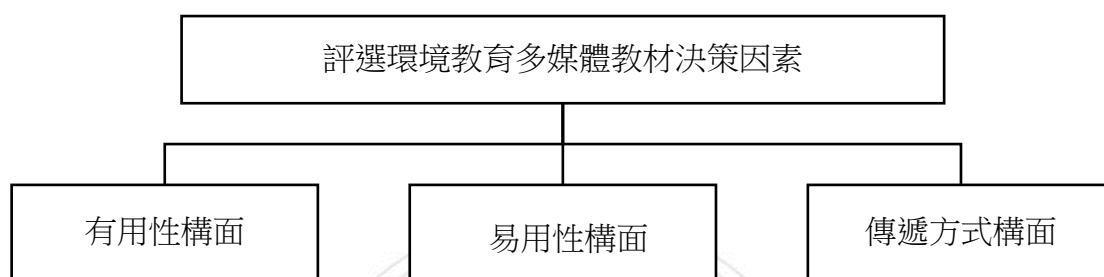 評選環境教育多媒體教材決策因素
有用性構面
易用性構面
傳遞方式構面